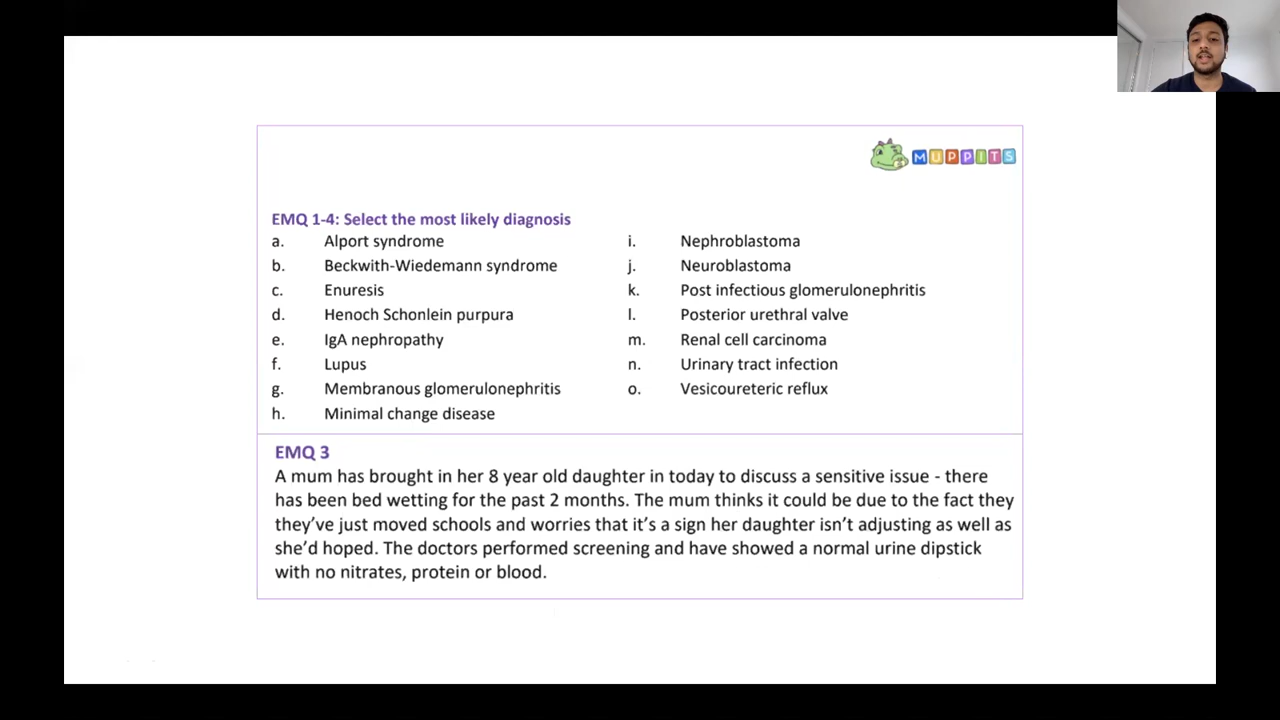 MUPPITS
EMQ 1-4: Select the most likely diagnosis
a. Alport syndrome
b. Beckwith-Wiedemann syndrome
c. Enuresis
d. Henoch Schonlein purpura
e. IgA nephropathy
f. Lupus
g. Membranous glomerulonephritis
h. Minimal change disease
i. Nephroblastoma
j. Neuroblastoma
k. Post infectious glomerulonephritis
l. Posterior urethral valve
m. Renal cell carcinoma
n. Urinary tract infection
o. Vesicoureteric reflux
EMQ 3
A mum has brought in her 8 year old daughter in today to discuss a sensitive issue - there
has been bed wetting for the past 2 months. The mum thinks it could be due to the fact they
they've just moved schools and worries that it's a sign her daughter isn't adjusting as well as
she'd hoped. The doctors performed screening and have showed a normal urine dipstick
with no nitrates, protein or blood.